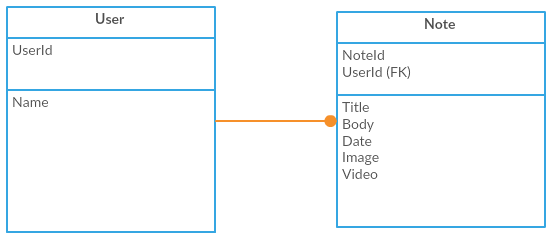 User
UserId
Name
Note
NoteId
UserId (FK)
Title
Body
Date
Image
Video